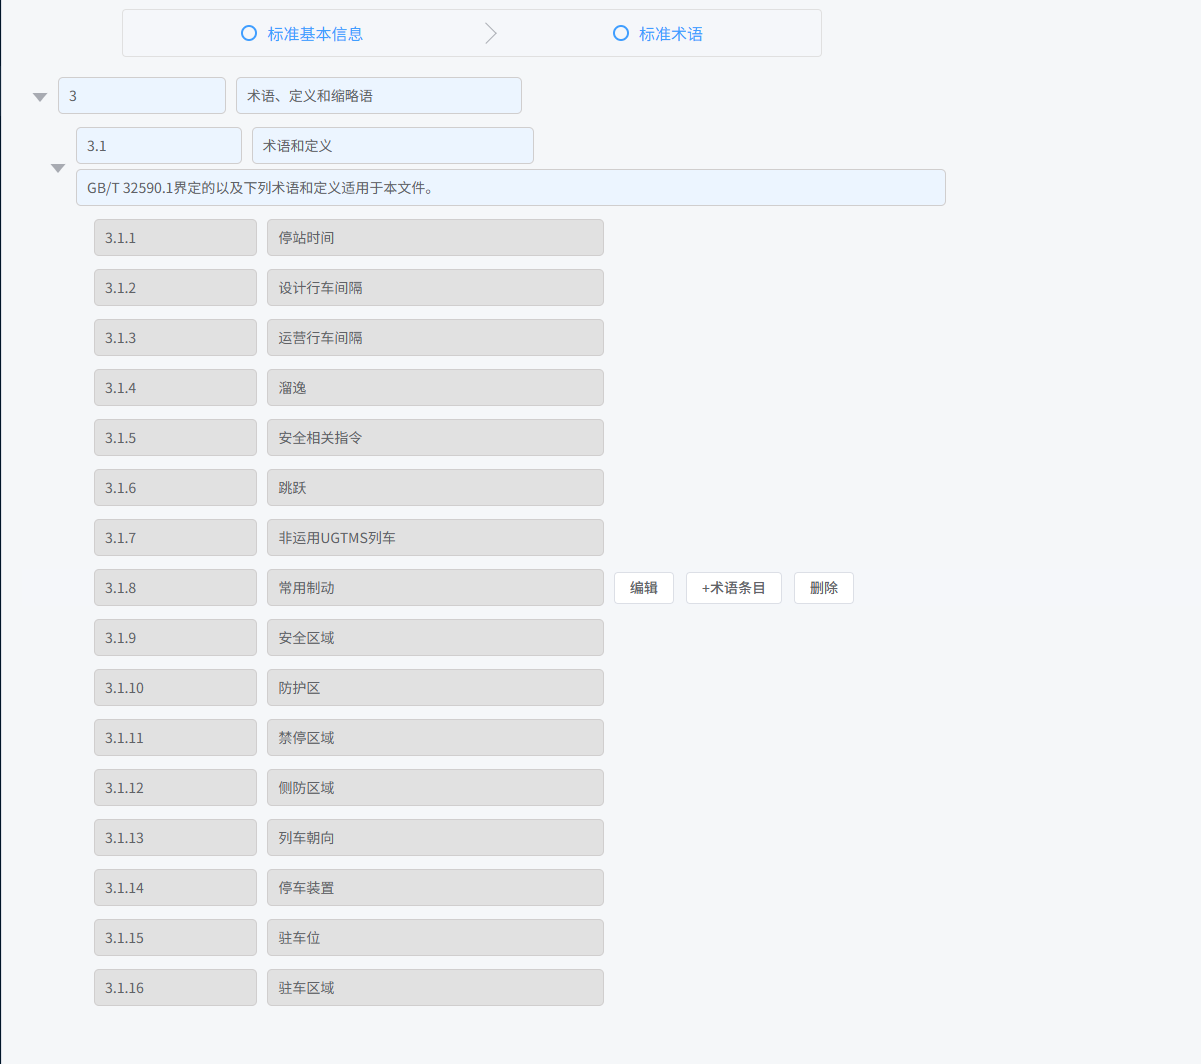 标准基本信息 标准术语
3 术语、定义和缩略语
3.1 术语和定义
GB/T 32590.1界定的以及下列术语和定义适用于本文件。
3.1.1 停站时间
3.1.2 设计行车间隔
3.1.3 运营行车间隔
3.1.4 溜逸
3.1.5 安全相关指令
3.1.6 跳跃
3.1.7 非运用UGTMS列车
3.1.8 常用制动 编辑 +术语条目 删除
3.1.9 安全区域
3.1.10 防护区
3.1.11 禁停区域
3.1.12 侧防区域
3.1.13 列车朝向
3.1.14 停车装置
3.1.15 驻车位
3.1.16 驻车区域